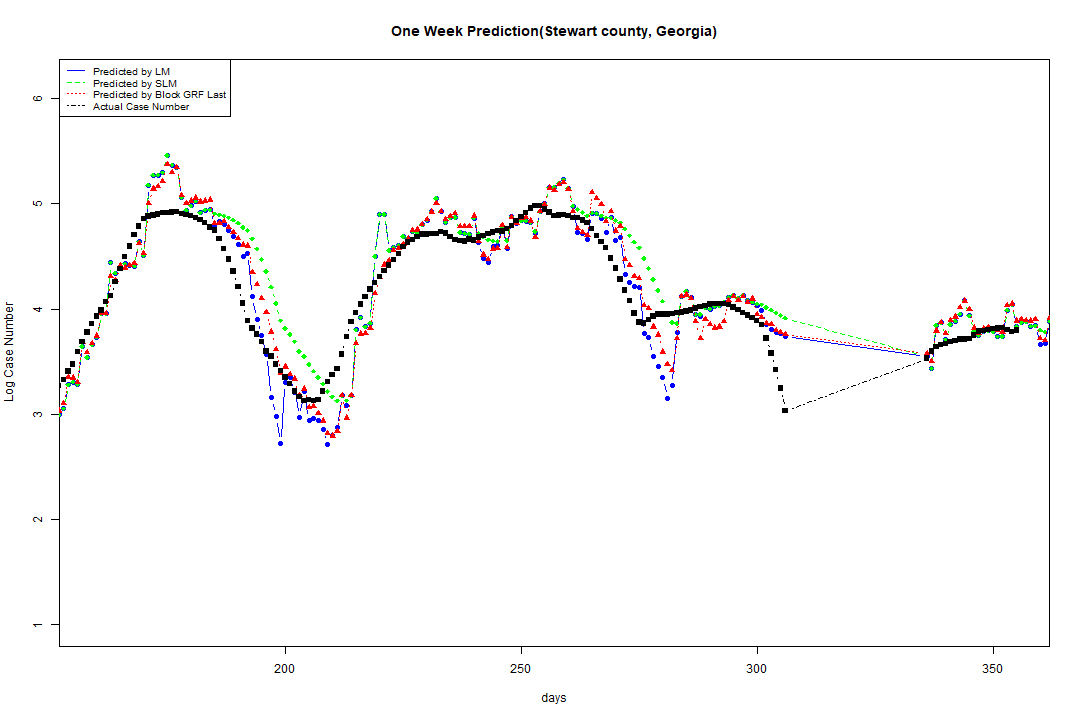 One Week Prediction(Stewart county, Georgia)
Predicted by LM
Predicted by SLM
Predicted by Block GRF Last
Actual Case Number
6
5
4
3
2
1
Log Case Number
200
250
300
350
days